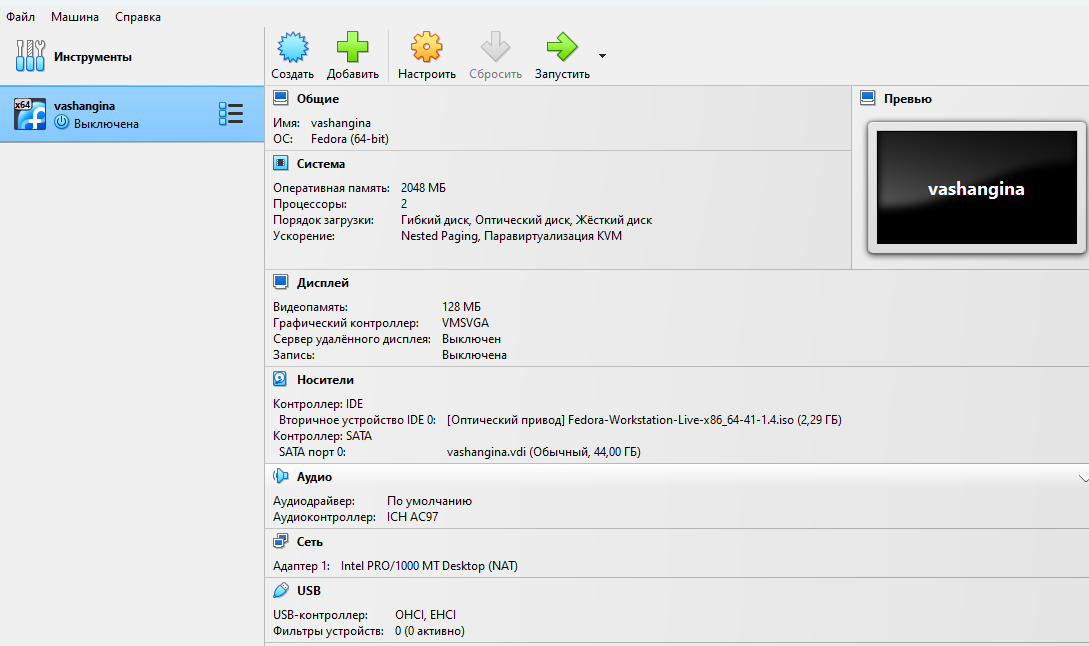 Файл Машина Справка
Инструменты
Создать Добавить Настроить Сбросить Запустить
x64
vashangina
Выключена
Общие
Имя: vashangina
ОС: Fedora (64-bit)
Превью
vashangina
Система
Оперативная память: 2048 МБ
Процессоры: 2
Порядок загрузки: Гибкий диск, Оптический диск, Жёсткий диск
Ускорение: Nested Paging, Паравиртуализация KVM
Дисплей
Видеопамять: 128 МБ
Графический контроллер: VMSVGA
Сервер удалённого дисплея: Выключен
Запись: Выключена
Носители
Контроллер: IDE
Вторичное устройство IDE 0: [Оптический привод] Fedora-Workstation-Live-x86_64-41-1.4.iso (2,29 ГБ)
Контроллер: SATA
SATA порт 0: vashangina.vdi (Обычный, 44,00 ГБ)
Аудио
Аудиодрайвер: По умолчанию
Аудиоконтроллер: ICH AC97
Сеть
Адаптер 1: Intel PRO/1000 MT Desktop (NAT)
USB
USB-контроллер: OHCI, EHCI
Фильтры устройств: 0 (0 активно)